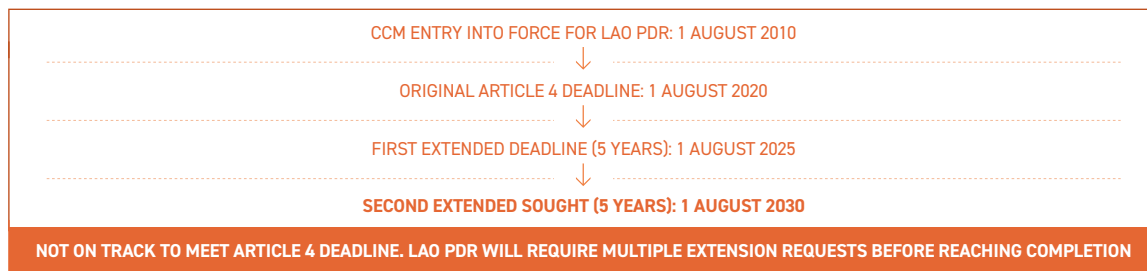 CCM ENTRY INTO FORCE FOR LAO PDR: 1 AUGUST 2010
ORIGINAL ARTICLE 4 DEADLINE: 1 AUGUST 2020
FIRST EXTENDED DEADLINE (5 YEARS): 1 AUGUST 2025
SECOND EXTENDED SOUGHT (5 YEARS): 1 AUGUST 2030
NOT ON TRACK TO MEET ARTICLE 4 DEADLINE. LAO PDR WILL REQUIRE MULTIPLE EXTENSION REQUESTS BEFORE REACHING COMPLETION